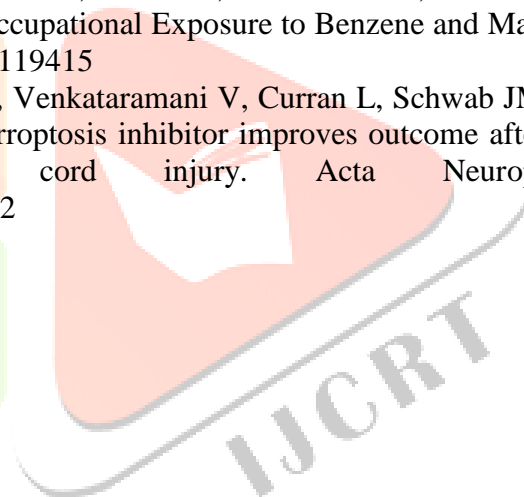 ccupational Exposure to Benzene and Ma
119415
, Venkataramani V, Curran L, Schwab JM
rroptosis inhibitor improves outcome afte
cord injury. Acta Neurop
2
IJCRT